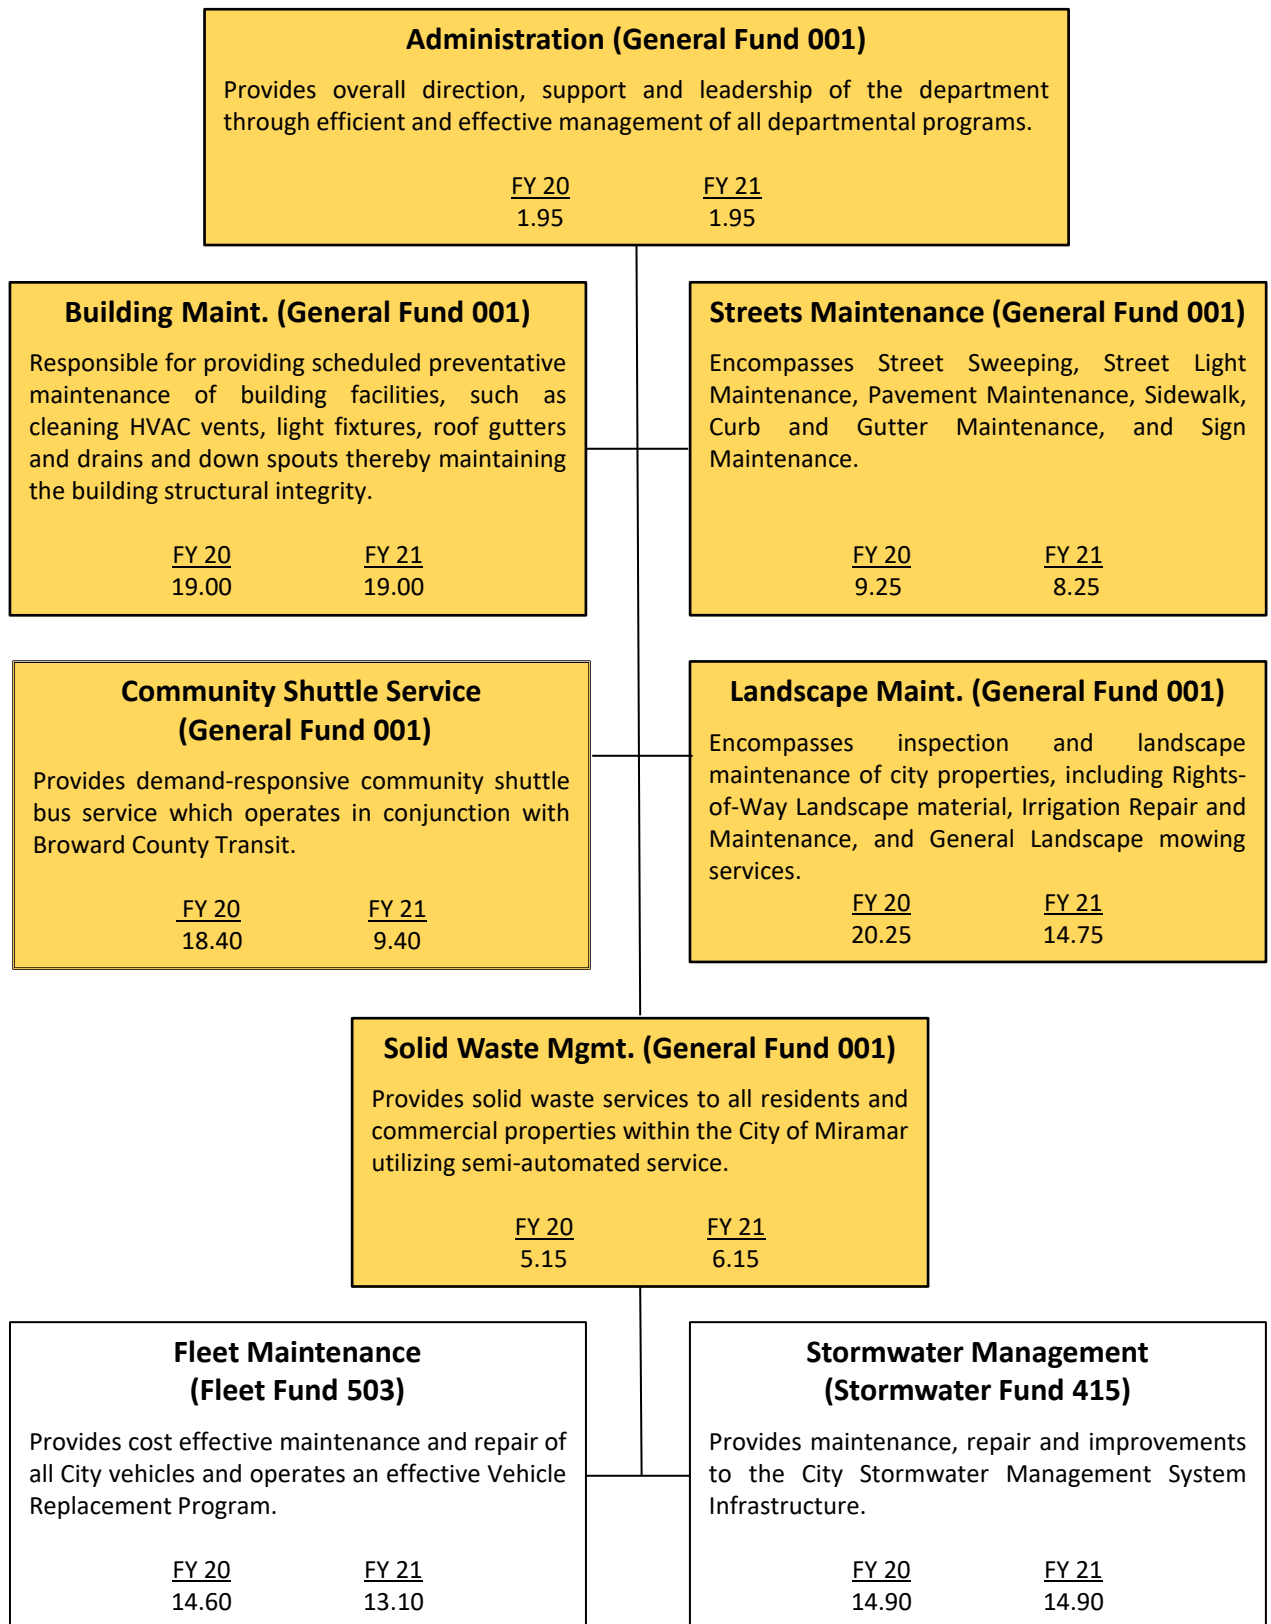 Administration (General Fund 001)
Provides overall direction, support and leadership of the department
through efficient and effective management of all departmental programs.
FY 20 FY 21
1.95 1.95
Building Maint. (General Fund 001)
Responsible for providing scheduled preventative
maintenance of building facilities, such as
cleaning HVAC vents, light fixtures, roof gutters
and drains and down spouts thereby maintaining
the building structural integrity.
FY 20 FY 21
19.00 19.00
Streets Maintenance (General Fund 001)
Encompasses Street Sweeping, Street Light
Maintenance, Pavement Maintenance, Sidewalk,
Curb and Gutter Maintenance, and Sign
Maintenance.
FY 20 FY 21
9.25 8.25
Community Shuttle Service
(General Fund 001)
Provides demand-responsive community shuttle
bus service which operates in conjunction with
Broward County Transit.
FY 20 FY 21
18.40 9.40
Landscape Maint. (General Fund 001)
Encompasses inspection and landscape
maintenance of city properties, including Rights-
of-Way Landscape material, Irrigation Repair and
Maintenance, and General Landscape mowing
services.
FY 20 FY 21
20.25 14.75
Solid Waste Mgmt. (General Fund 001)
Provides solid waste services to all residents and
commercial properties within the City of Miramar
utilizing semi-automated service.
FY 20 FY 21
5.15 6.15
Fleet Maintenance
(Fleet Fund 503)
Provides cost effective maintenance and repair of
all City vehicles and operates an effective Vehicle
Replacement Program.
FY 20 FY 21
14.60 13.10
Stormwater Management
(Stormwater Fund 415)
Provides maintenance, repair and improvements
to the City Stormwater Management System
Infrastructure.
FY 20 FY 21
14.90 14.90